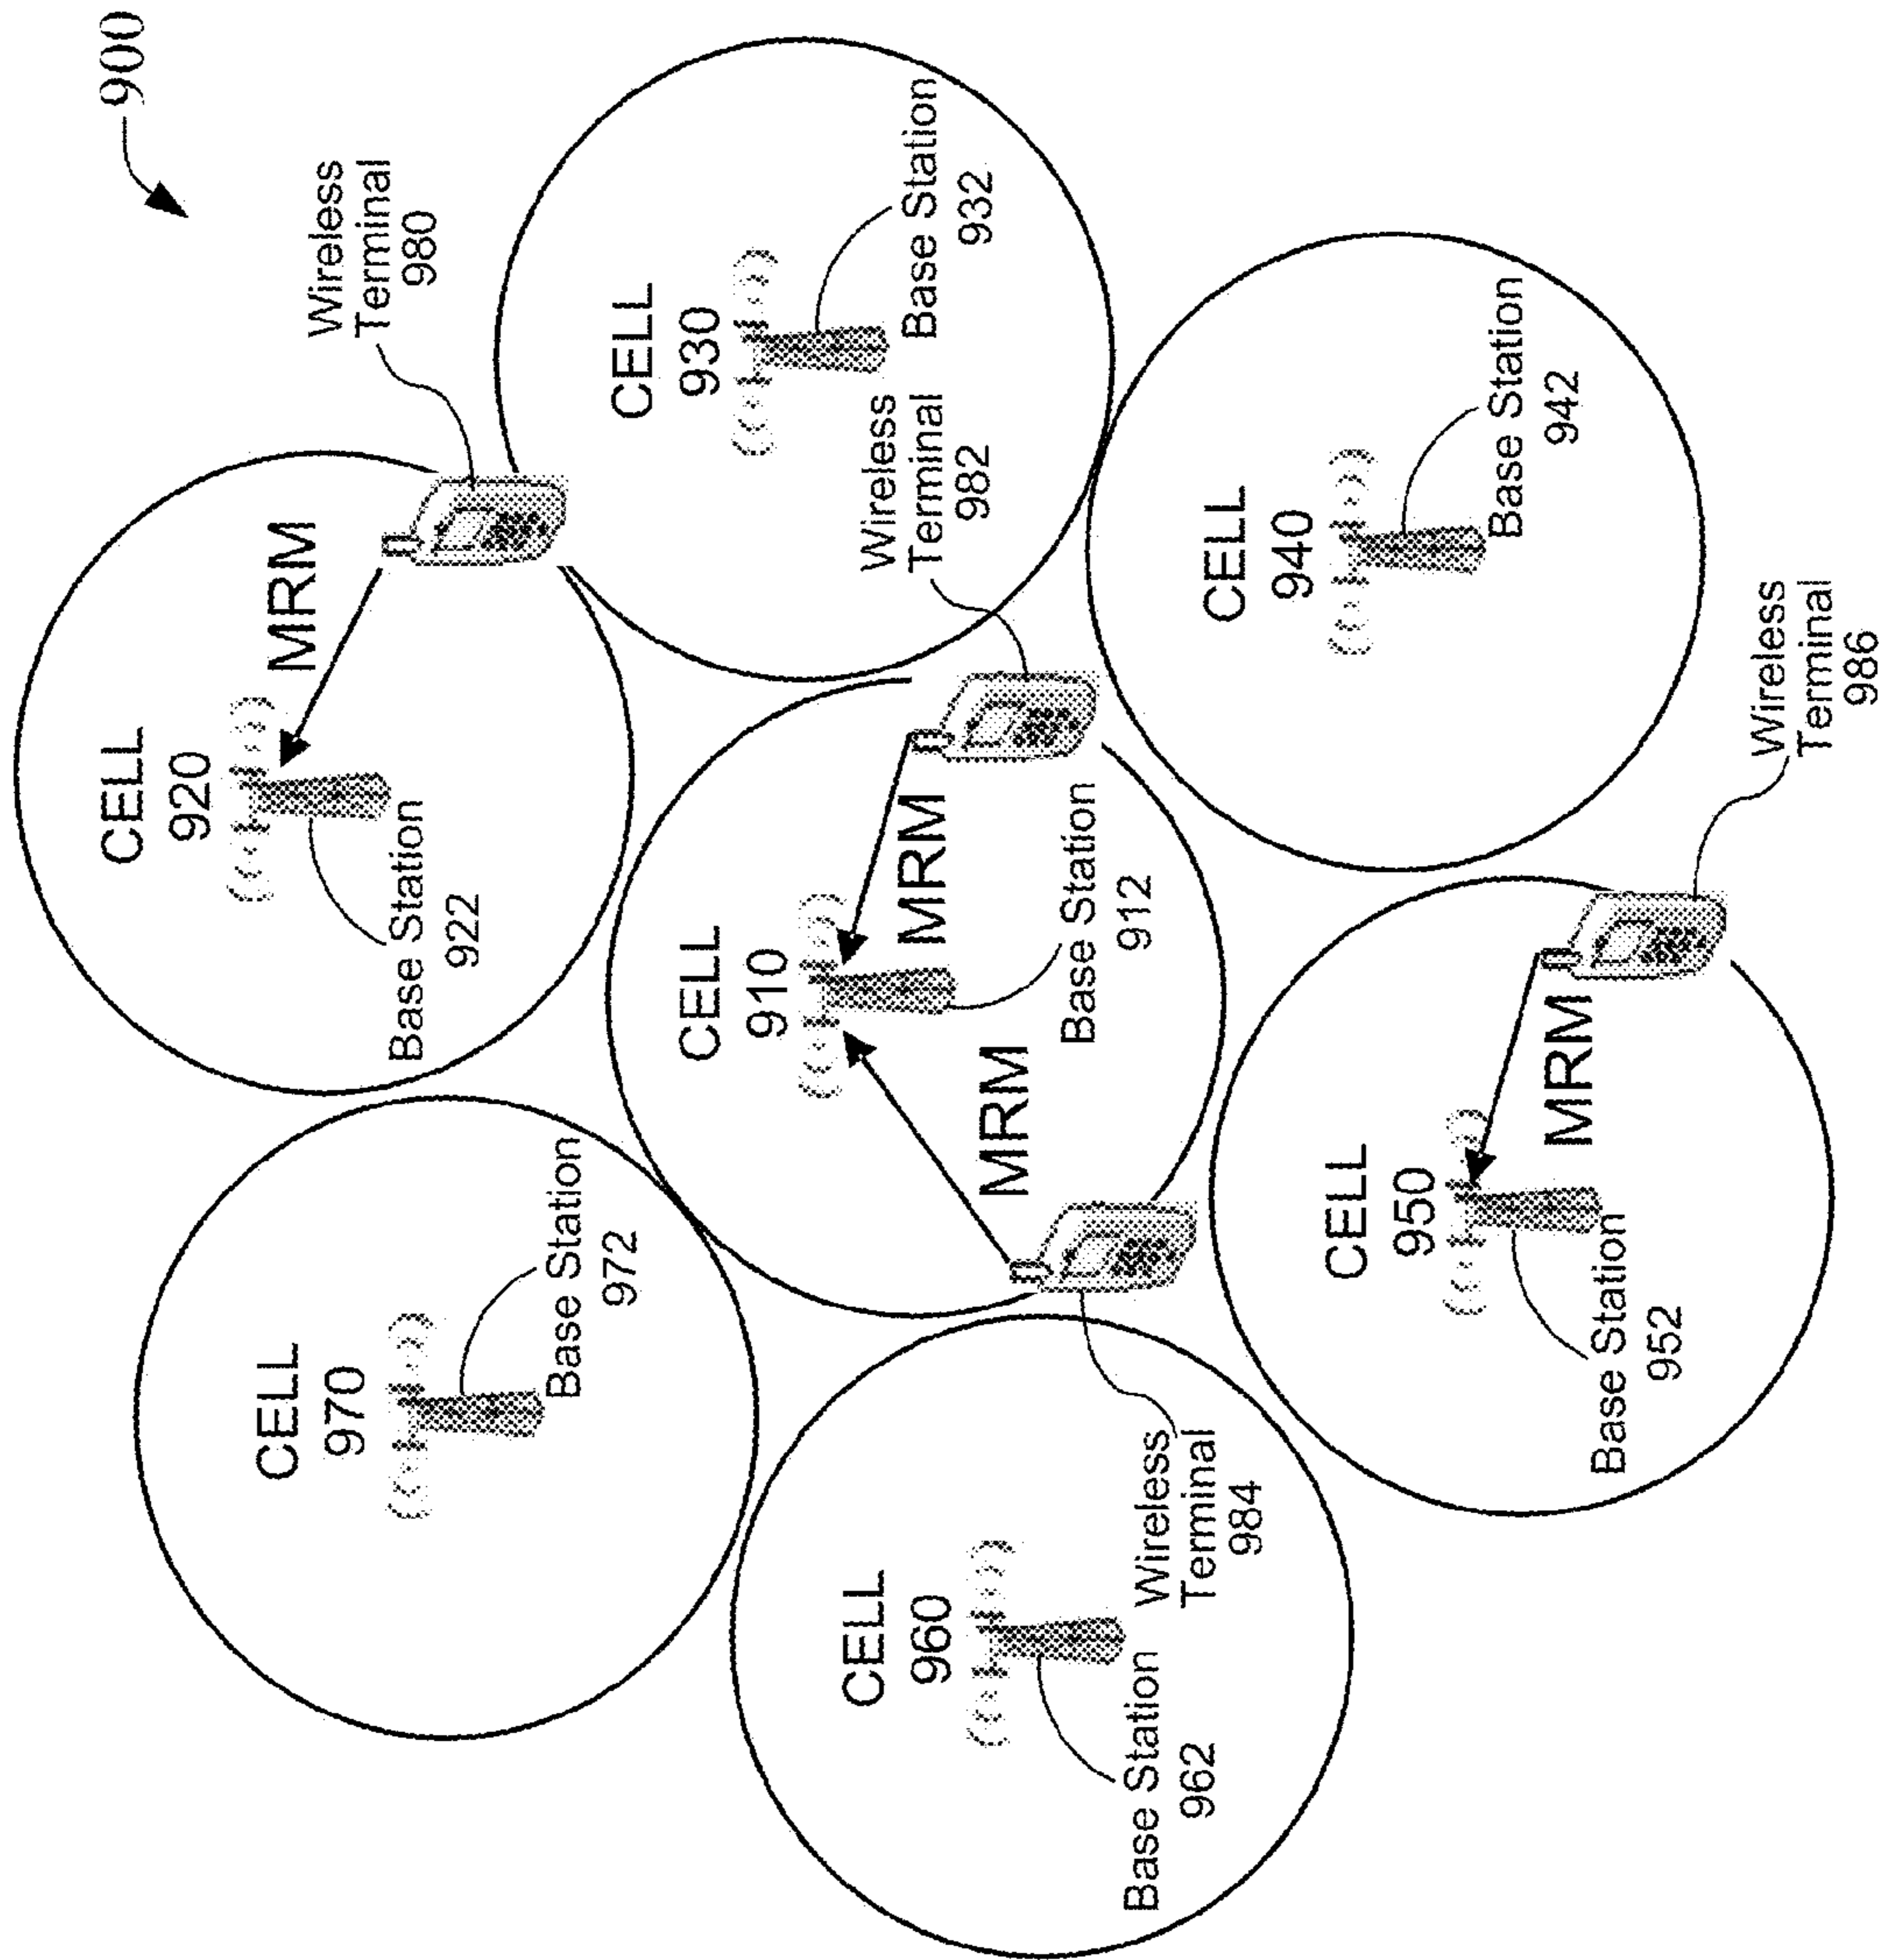 900
CELL
920
CELL
970
MRM
Wireless
Terminal
980
Base Station
922
Base Station
972
CELL
930
CELL
910
CELL
960
Wireless
Terminal
982
Base Station
932
MRM
MRM
Base Station
912
Base Station
962
Wireless
Terminal
984
CELL
940
CELL
950
Base Station
942
MRM
Base Station
952
Wireless
Terminal
986